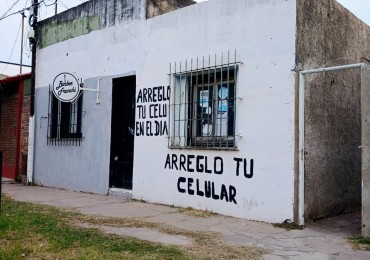 ARREGLO
TU CELU
EN EL DIA
ARREGLO TU
CELULAR